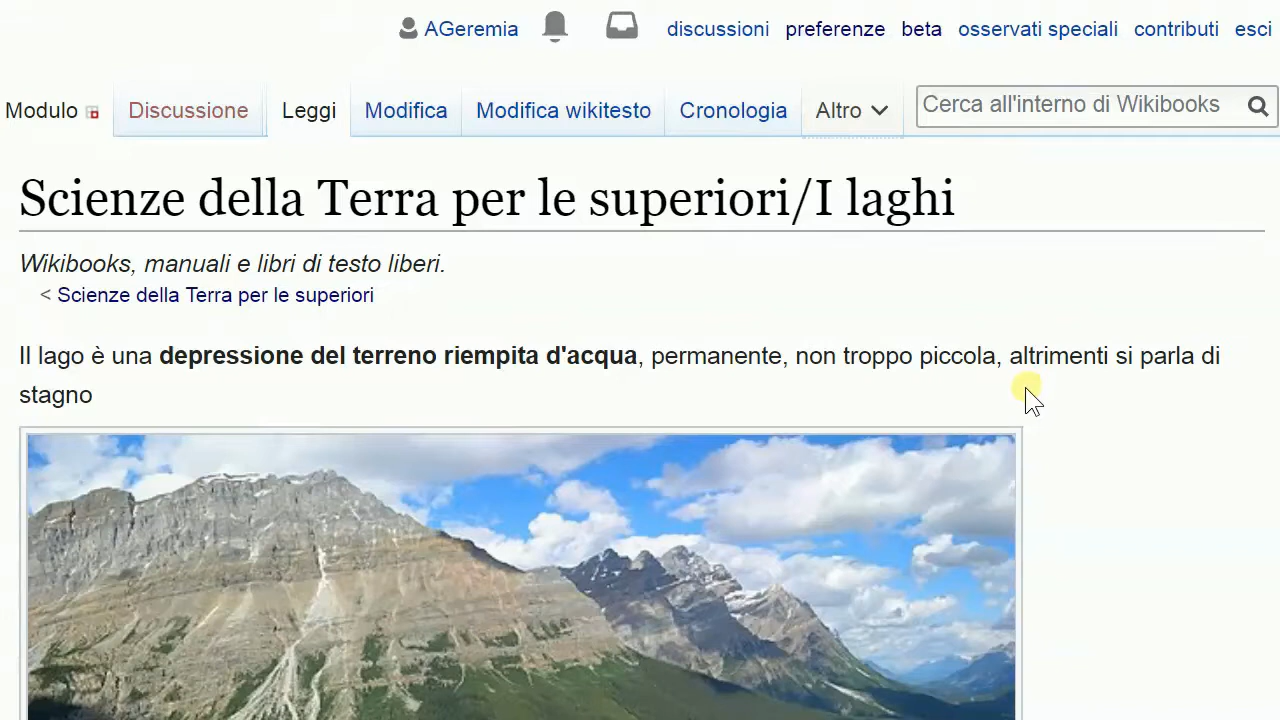 AGeremia discussioni preferenze beta osservati speciali contributi esci
Modulo Discussione Leggi Modifica Modifica wikitesto Cronologia Altro Cerca all'interno di Wikibooks
Scienze della Terra per le superiori/I laghi
Wikibooks, manuali e libri di testo liberi.
< Scienze della Terra per le superiori
Il lago è una depressione del terreno riempita d'acqua, permanente, non troppo piccola, altrimenti si parla di
stagno